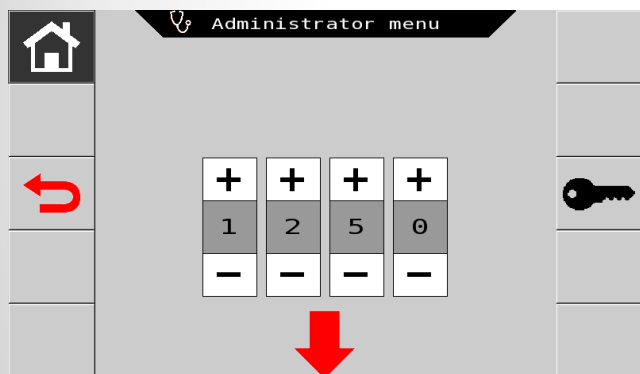 Administrator menu
+ + + +
1 2 5 0
- - - -